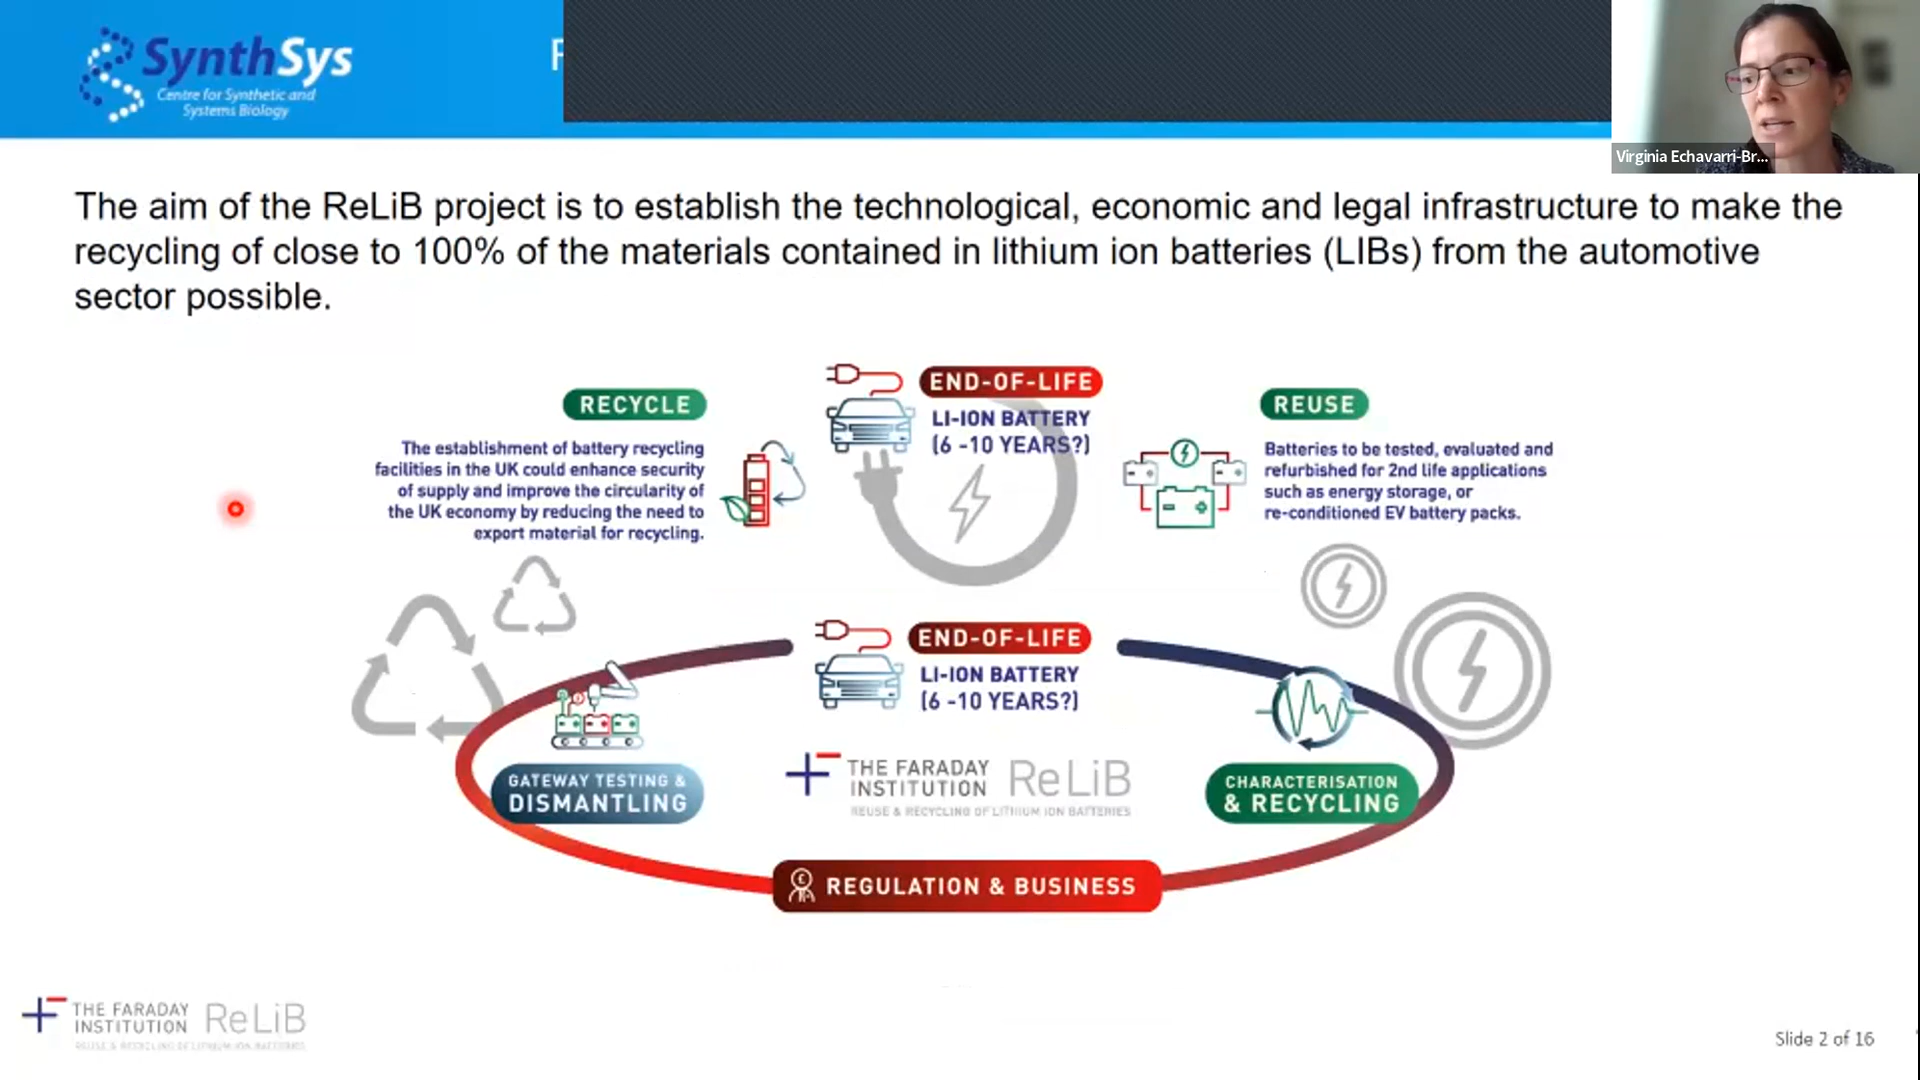 SynthSys
Centre for Synthetic and
Systems Biology
Virginia Echavarri-Br...
The aim of the ReLiB project is to establish the technological, economic and legal infrastructure to make the
recycling of close to 100% of the materials contained in lithium ion batteries (LIBs) from the automotive
sector possible.
RECYCLE
The establishment of battery recycling
facilities in the UK could enhance security
of supply and improve the circularity of
the UK economy by reducing the need to
export material for recycling.
END-OF-LIFE
LI-ION BATTERY
(6 -10 YEARS?)
REUSE
Batteries to be tested, evaluated and
refurbished for 2nd life applications
such as energy storage, or
re-conditioned EV battery packs.
END-OF-LIFE
LI-ION BATTERY
(6 -10 YEARS?)
GATEWAY TESTING &
DISMANTLING
THE FARADAY
INSTITUTION
ReLiB
REUSE & RECYCLING OF LITHIUM ION BATTERIES
CHARACTERISATION
& RECYCLING
REGULATION & BUSINESS
THE FARADAY
INSTITUTION
ReLiB
REUSE & RECYCLING OF LITHIUM ION BATTERIES
Slide 2 of 16